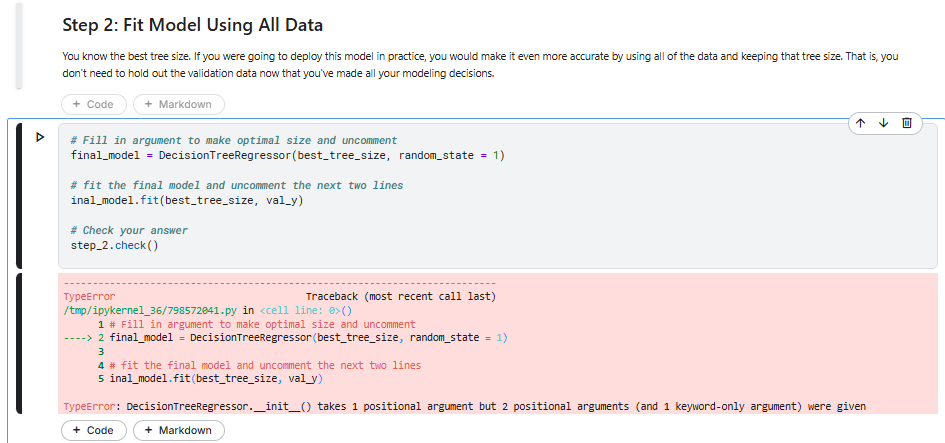 Step 2: Fit Model Using All Data
You know the best tree size. If you were going to deploy this model in practice, you would make it even more accurate by using all of the data and keeping that tree size. That is, you
don't need to hold out the validation data now that you've made all your modeling decisions.
+ Code + Markdown
# Fill in argument to make optimal size and uncomment
final_model = DecisionTreeRegressor(best_tree_size, random_state = 1)
# fit the final model and uncomment the next two lines
inal_model.fit(best_tree_size, val_y)
# Check your answer
step_2.check()
---------------------------------------------------------------------------
TypeError Traceback (most recent call last)
/tmp/ipykernel_36/798572041.py in <cell line: 0>()
1 # Fill in argument to make optimal size and uncomment
----> 2 final_model = DecisionTreeRegressor(best_tree_size, random_state = 1)
3
4 # fit the final model and uncomment the next two lines
5 inal_model.fit(best_tree_size, val_y)
TypeError: DecisionTreeRegressor.__init__() takes 1 positional argument but 2 positional arguments (and 1 keyword-only argument) were given
+ Code + Markdown